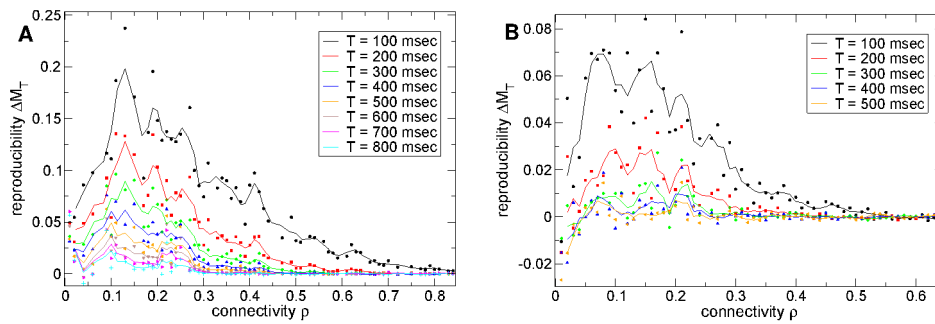 A
reproducibility ΔM_T
0.25
0.2
0.15
0.1
0.05
0
T = 100 msec
T = 200 msec
T = 300 msec
T = 400 msec
T = 500 msec
T = 600 msec
T = 700 msec
T = 800 msec
0 0.1 0.2 0.3 0.4 0.5 0.6 0.7 0.8
connectivity ρ
B
reproducibility ΔM_T
0.08
0.06
0.04
0.02
0
-0.02
T = 100 msec
T = 200 msec
T = 300 msec
T = 400 msec
T = 500 msec
0 0.1 0.2 0.3 0.4 0.5 0.6
connectivity ρ